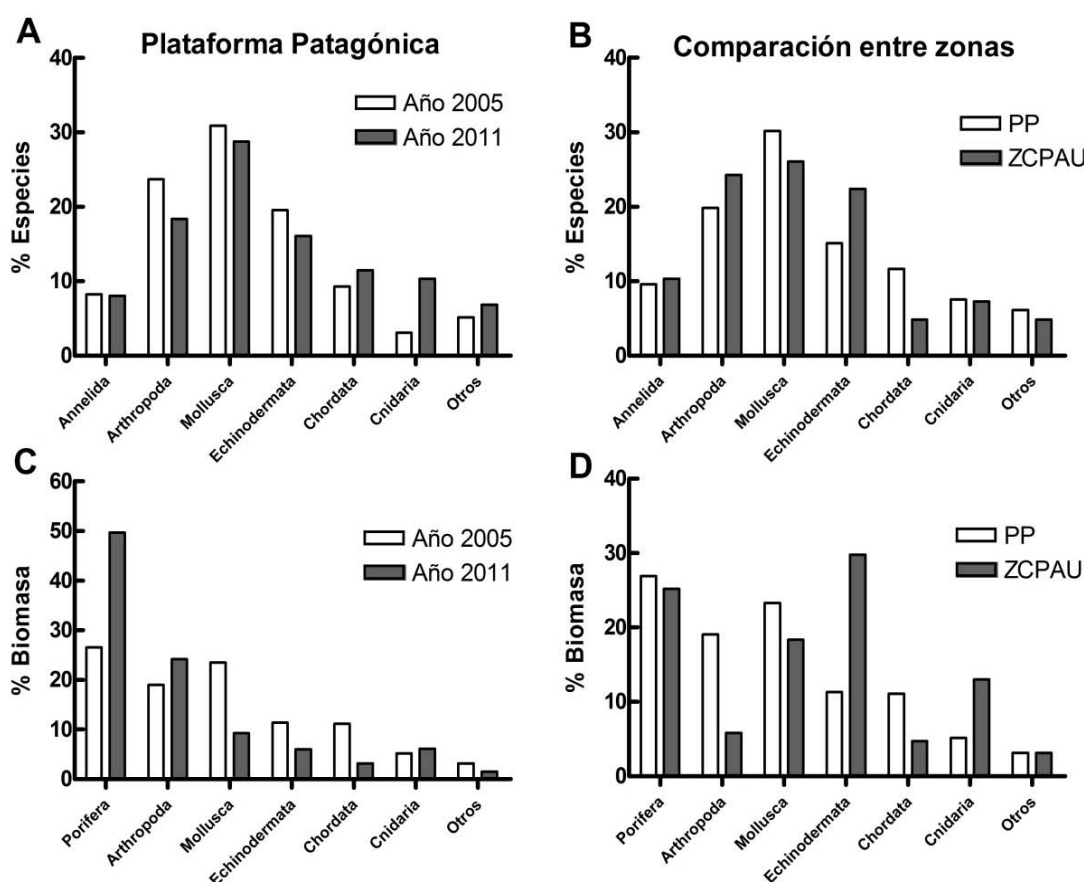 A
Plataforma Patagónica
% Especies
40
30
20
10
0
Año 2005
Año 2011
Annelida
Arthropoda
Mollusca
Echinodermata
Chordata
Cnidaria
Otros
B
Comparación entre zonas
% Especies
40
30
20
10
0
PP
ZCPAU
Annelida
Arthropoda
Mollusca
Echinodermata
Chordata
Cnidaria
Otros
C
% Biomasa
60
50
40
30
20
10
0
Año 2005
Año 2011
Porifera
Arthropoda
Mollusca
Echinodermata
Chordata
Cnidaria
Otros
D
% Biomasa
40
30
20
10
0
PP
ZCPAU
Porifera
Arthropoda
Mollusca
Echinodermata
Chordata
Cnidaria
Otros